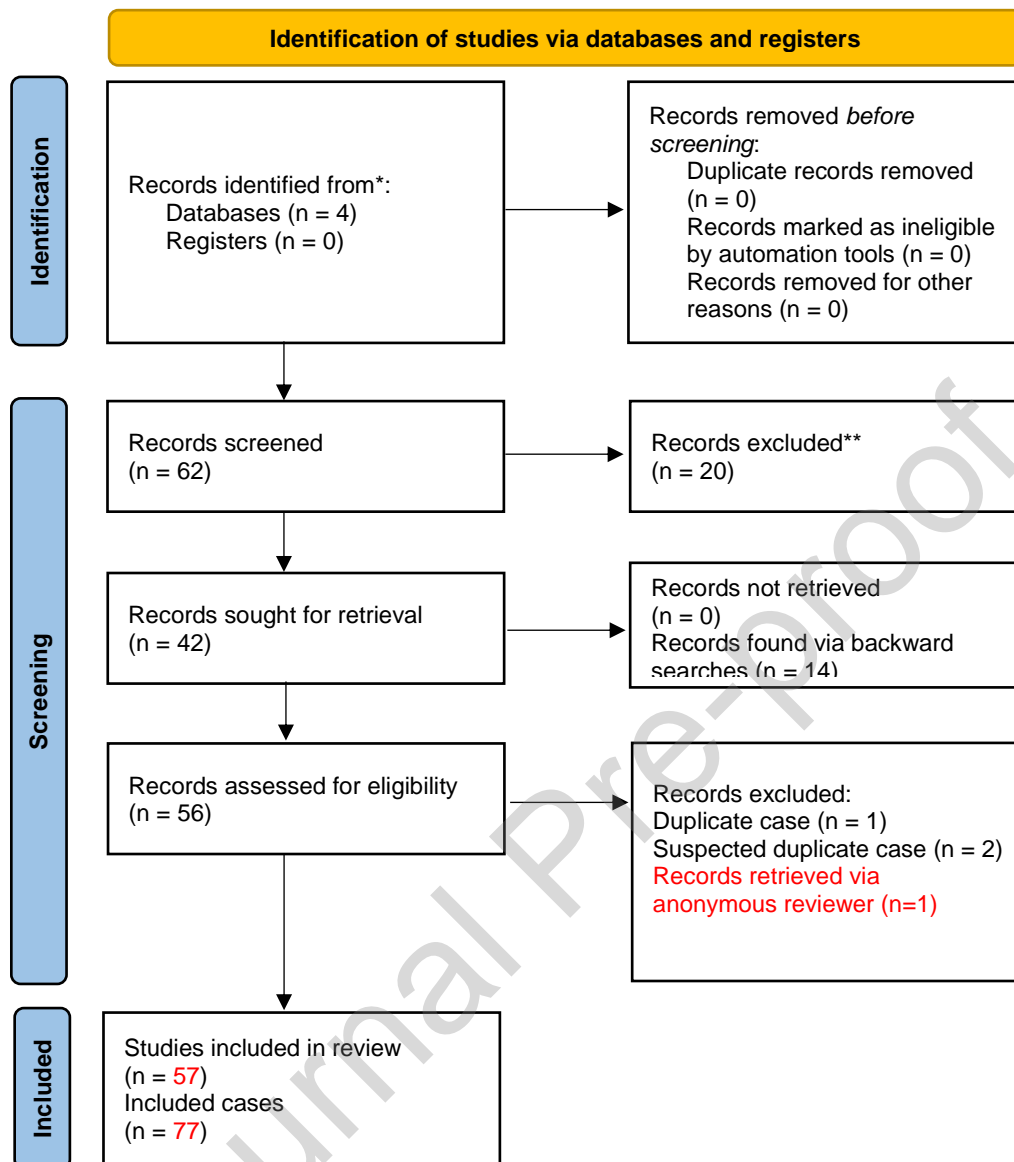 Identification of studies via databases and registers
Identification
Records identified from*:
Databases (n = 4)
Registers (n = 0)
Records removed before
screening:
Duplicate records removed
(n = 0)
Records marked as ineligible
by automation tools (n = 0)
Records removed for other
reasons (n = 0)
Screening
Records screened
(n = 62)
Records excluded**
(n = 20)
Records sought for retrieval
(n = 42)
Records not retrieved
(n = 0)
Records found via backward
searches (n = 14)
Records assessed for eligibility
(n = 56)
Records excluded:
Duplicate case (n = 1)
Suspected duplicate case (n = 2)
Records retrieved via
anonymous reviewer (n=1)
Included
Studies included in review
(n = 57)
Included cases
(n = 77)
urnal Pre-proof